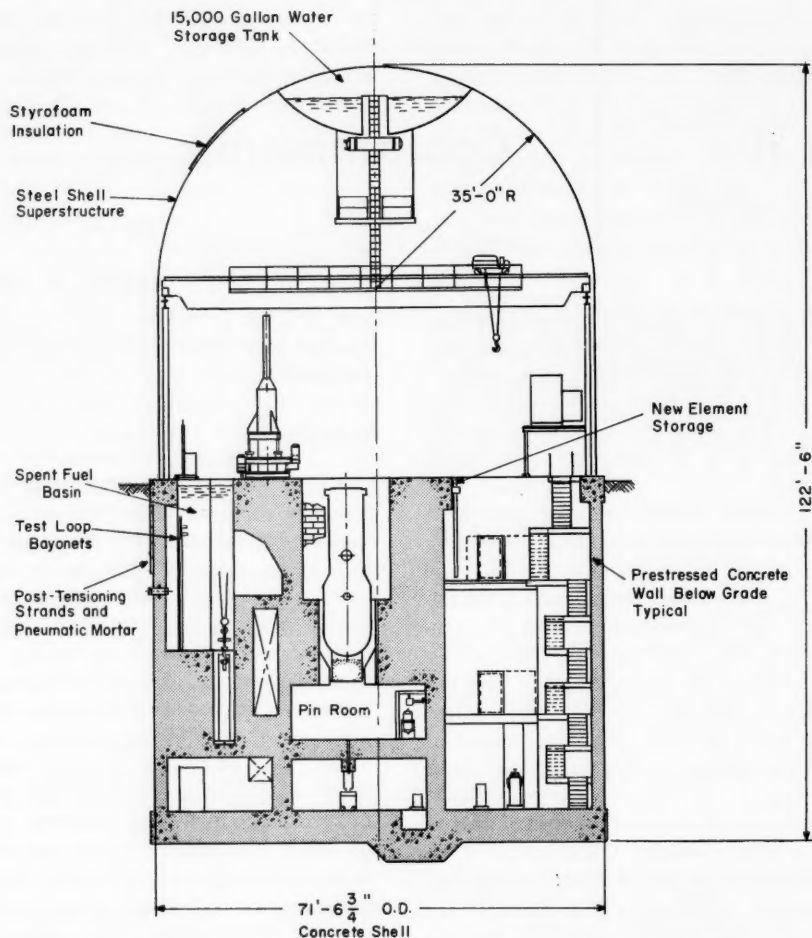 15,000 Gallon Water
Storage Tank
Styrofoam
Insulation
Steel Shell
Superstructure
35'-0" R
122'-6"
New Element
Storage
Spent Fuel
Basin
Test Loop
Bayonets
Post-Tensioning
Strands and
Pneumatic Mortar
Prestressed Concrete
Wall Below Grade
Typical
Pin Room
71'-6 3/4" O.D.
Concrete Shell